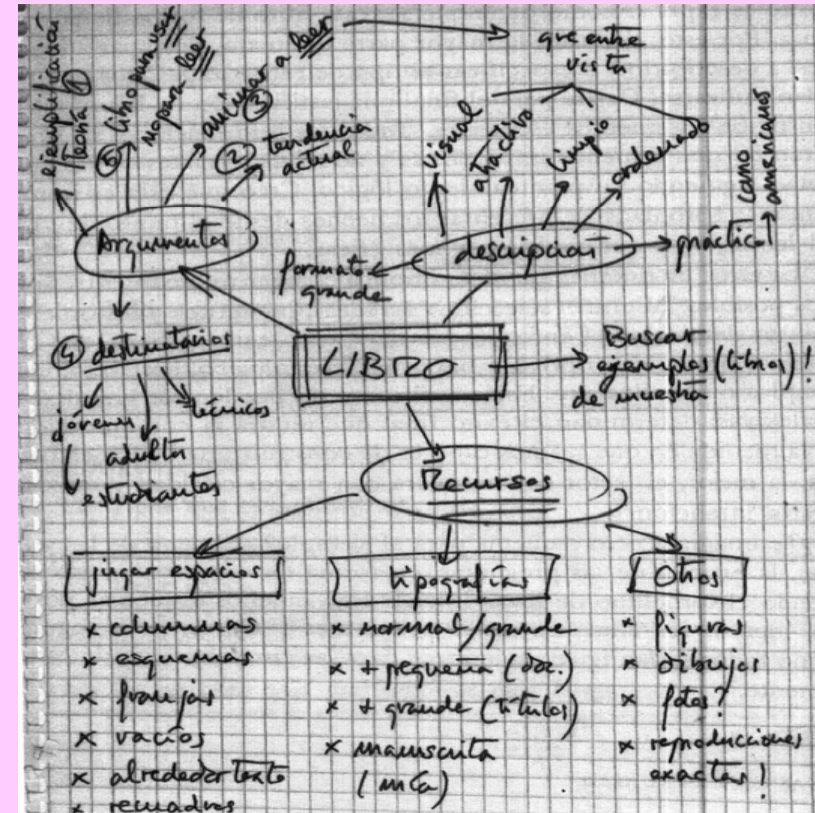 ejemplificación
teoría ①
⑤ libro para usar
no para leer
animar a leer
③
② tendencia
actual
que entre
vista
visual
atractivo
limpio
ordenado
como
americanos
Argumentos
descripción
práctico
formato
grande
④ destinatarios
jóvenes
adultos
técnicos
estudiantes
LIBRO
Buscar
ejemplos (libros)!
de muestra
Recursos
jugar espacios
x columnas
x esquemas
x franjas
x vacíos
x alrededor texto
x recuadros
tipografías
x normal/grande
x + pequeña (doc.)
x + grande (títulos)
x manuscrita
(mía)
Otros
x figuras
x dibujos
x fotos?
x reproducciones
exactas!